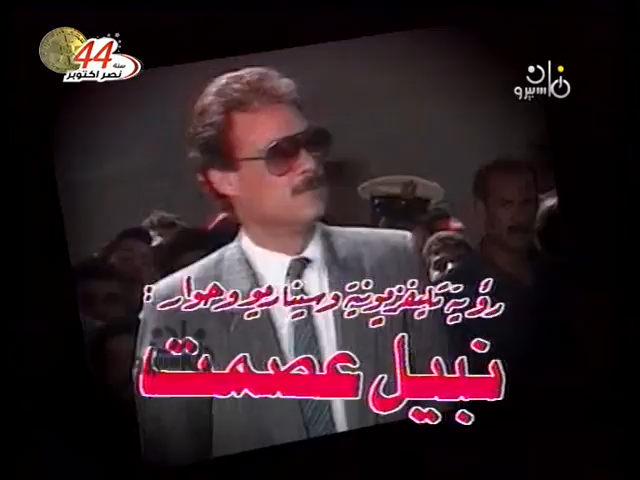 44
سنة
نصر اكتوبر
ماسبيرو
رؤية تليفزيونية وسيناريو وحوار :
نبيل عصمت